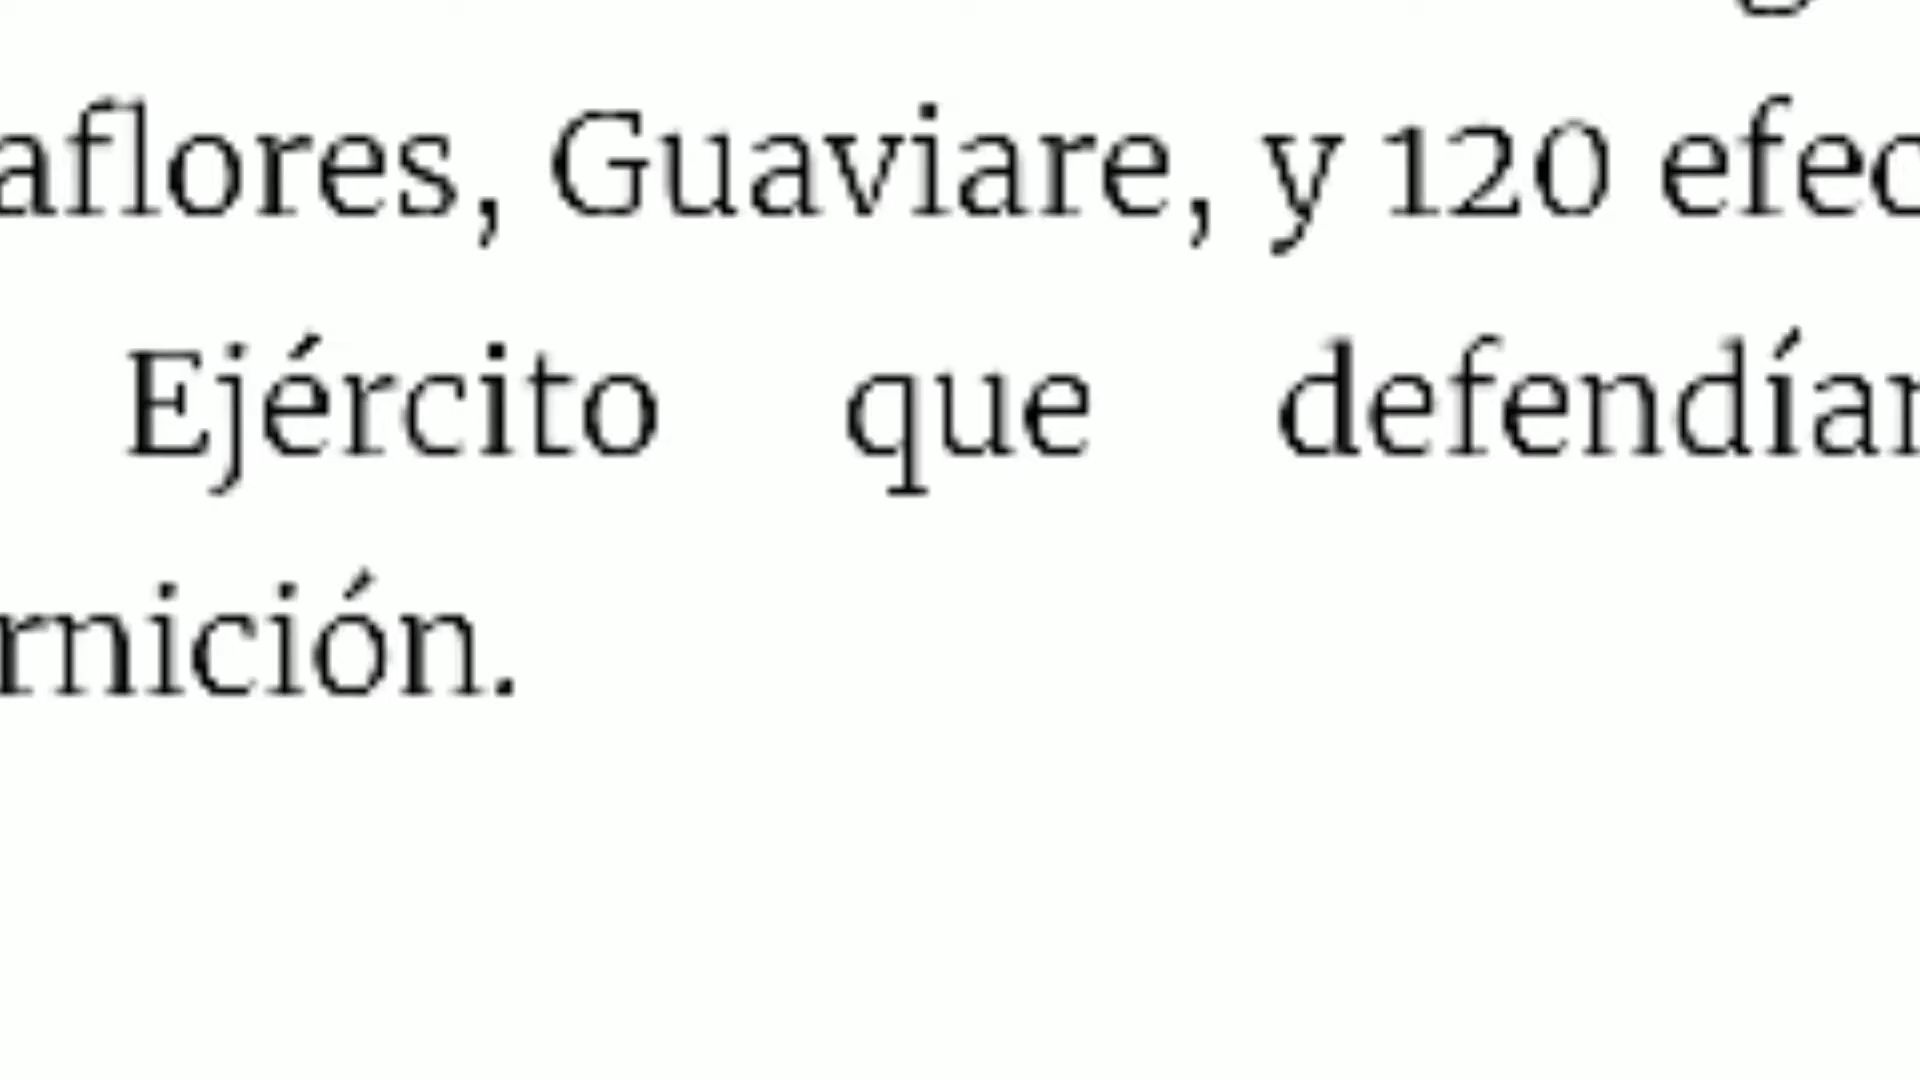 aflores, Guaviare, y 120 efec
Ejército que defendían
rnición.